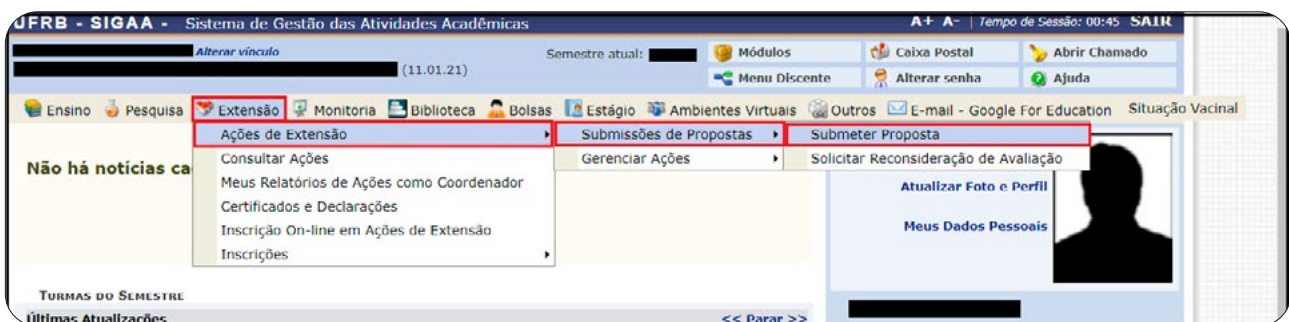 UFRB - SIGAA - Sistema de Gestão das Atividades Acadêmicas A+ A- | Tempo de Sessão: 00:45 SAIR
Alterar vínculo Semestre atual: Módulos Caixa Postal Abrir Chamado
(11.01.21) Menu Discente Alterar senha Ajuda
Ensino Pesquisa Extensão Monitoria Biblioteca Bolsas Estágio Ambientes Virtuais Outros E-mail - Google For Education Situação Vacinal
Ações de Extensão Submissões de Propostas Submeter Proposta
Não há notícias ca Consultar Ações Gerenciar Ações Solicitar Reconsideração de Avaliação
Meus Relatórios de Ações como Coordenador Atualizar Foto e Perfil
Certificados e Declarações
Inscrição On-line em Ações de Extensão Meus Dados Pessoais
Inscrições
TURMAS DO SEMESTRE
Últimas Atualizações << Parar >>